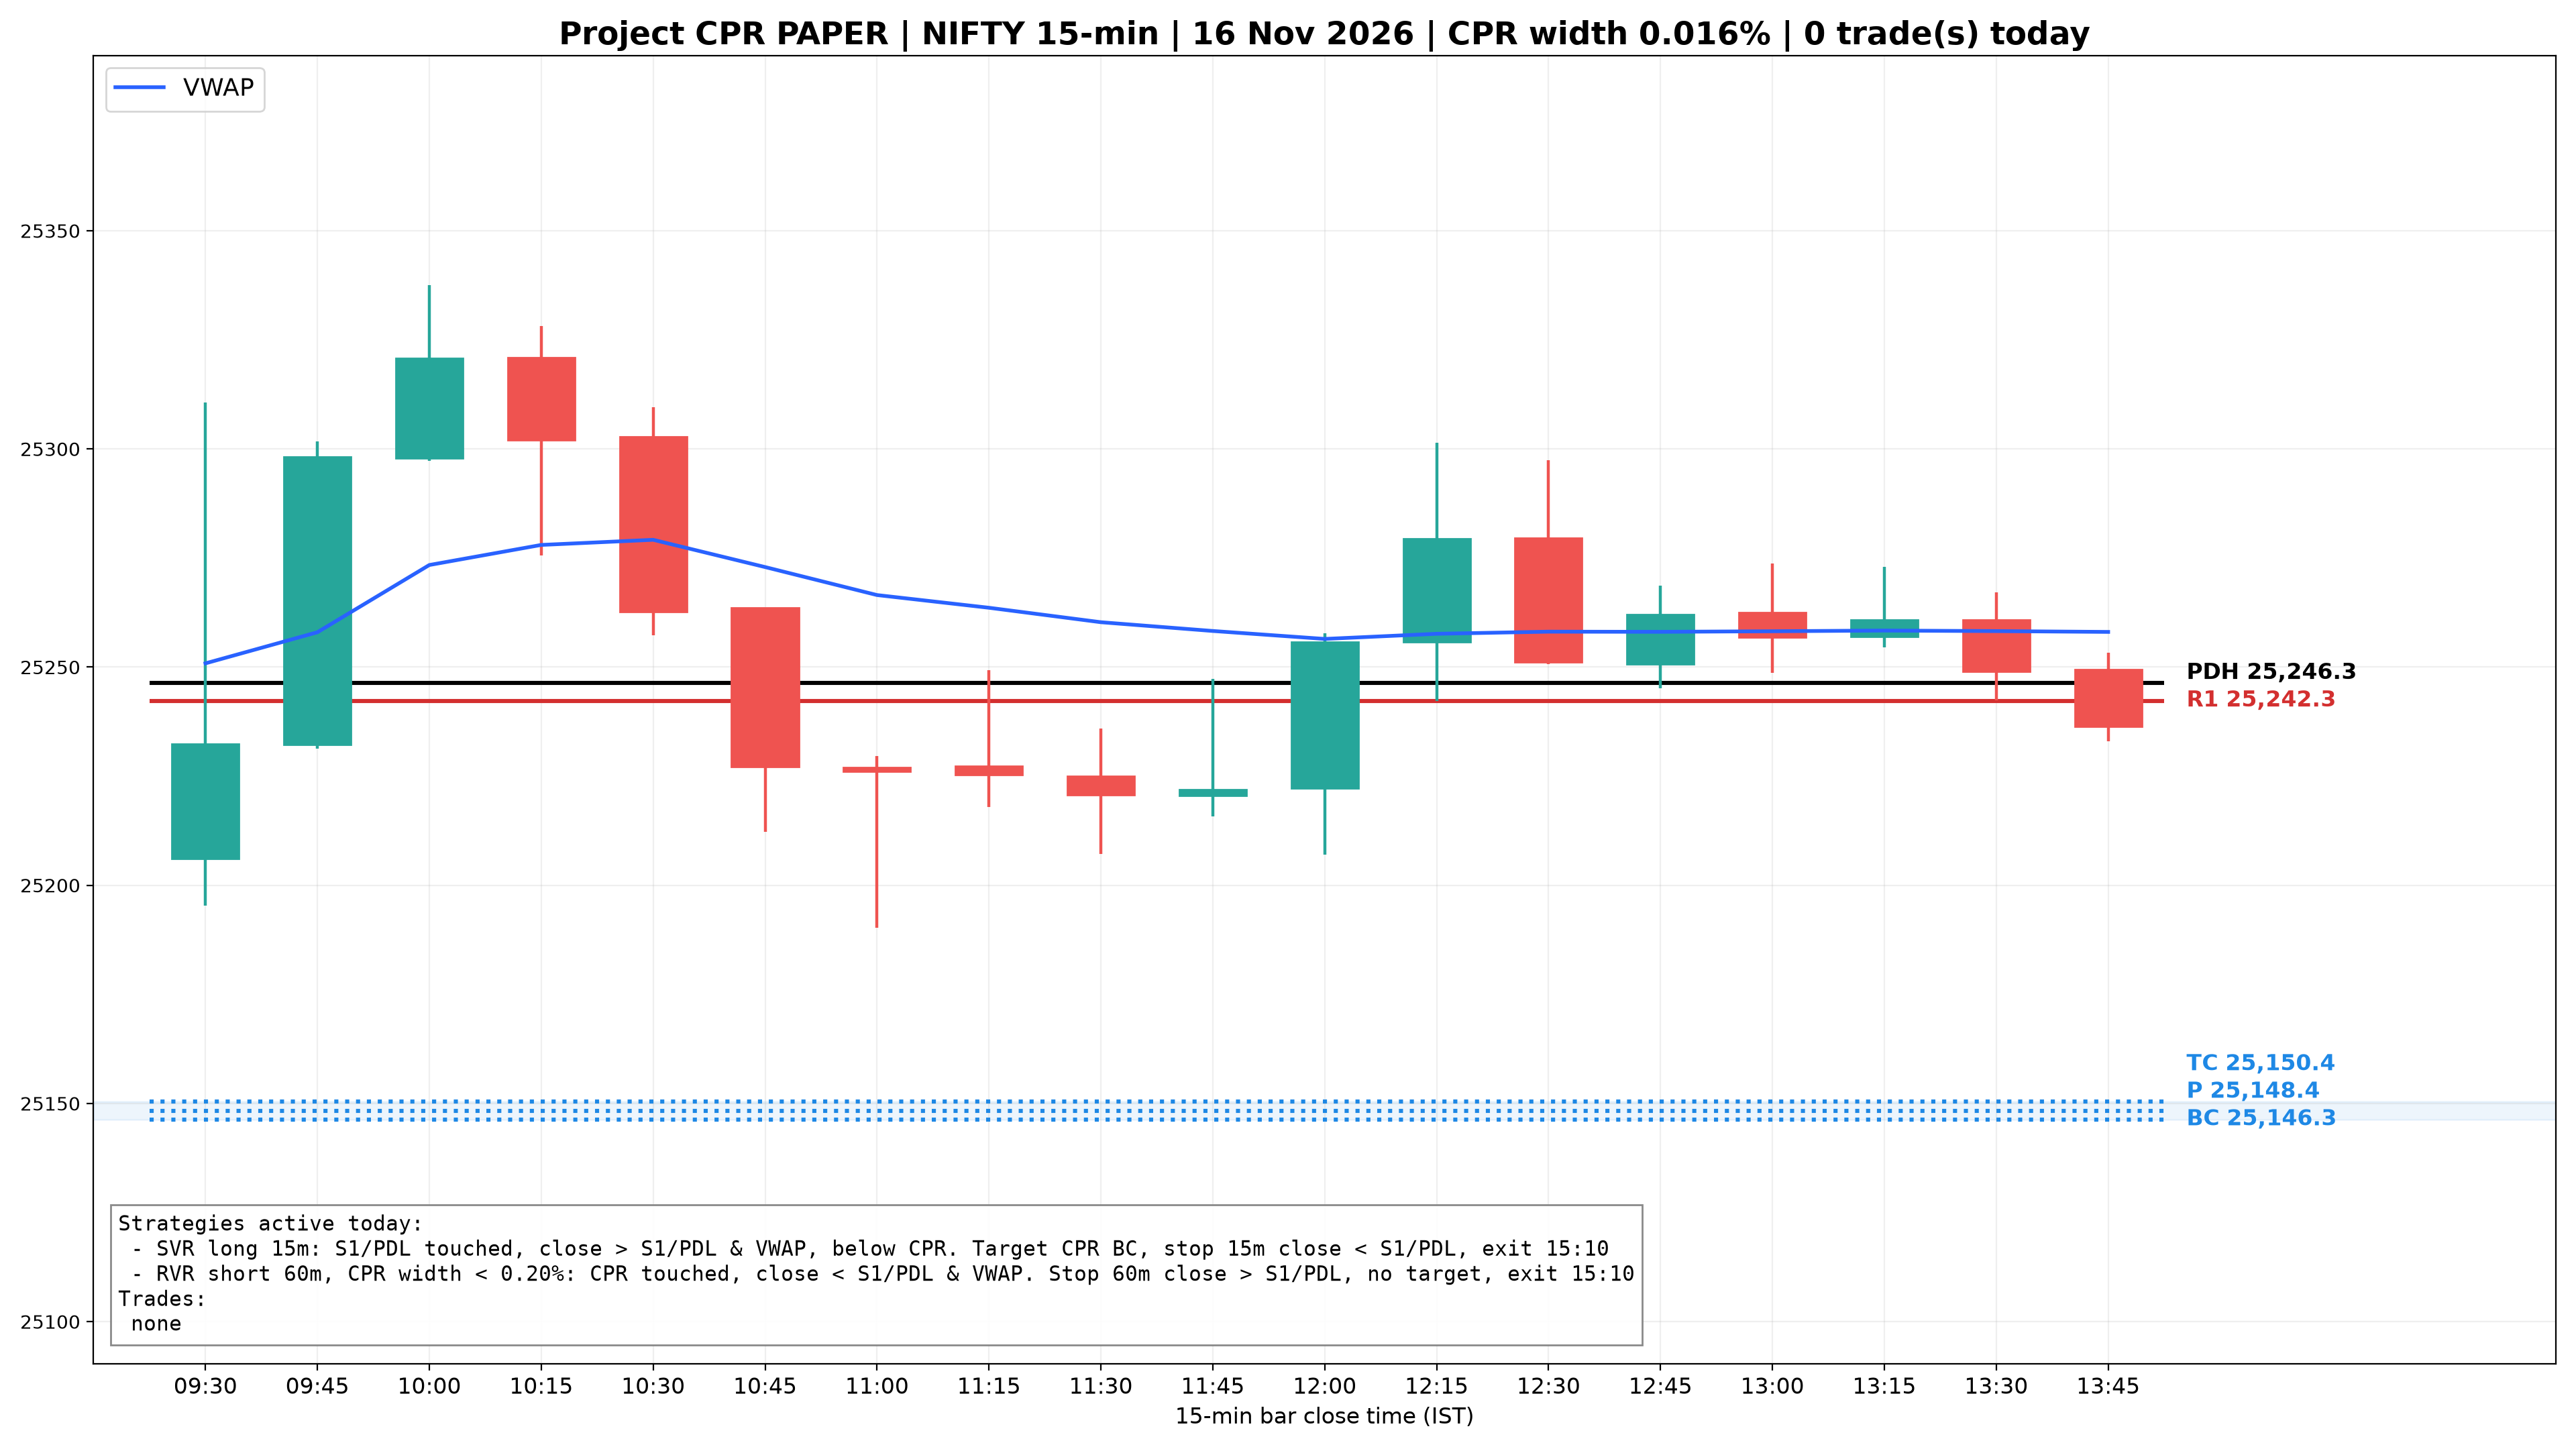 Project CPR PAPER | NIFTY 15-min | 16 Nov 2026 | CPR width 0.016% | 0 trade(s) today
VWAP
25350
25300
25250
25200
25150
25100
PDH 25,246.3
R1 25,242.3
TC 25,150.4
P 25,148.4
BC 25,146.3
Strategies active today:
- SVR long 15m: S1/PDL touched, close > S1/PDL & VWAP, below CPR. Target CPR BC, stop 15m close < S1/PDL, exit 15:10
- RVR short 60m, CPR width < 0.20%: CPR touched, close < S1/PDL & VWAP. Stop 60m close > S1/PDL, no target, exit 15:10
Trades:
none
09:30 09:45 10:00 10:15 10:30 10:45 11:00 11:15 11:30 11:45 12:00 12:15 12:30 12:45 13:00 13:15 13:30 13:45
15-min bar close time (IST)